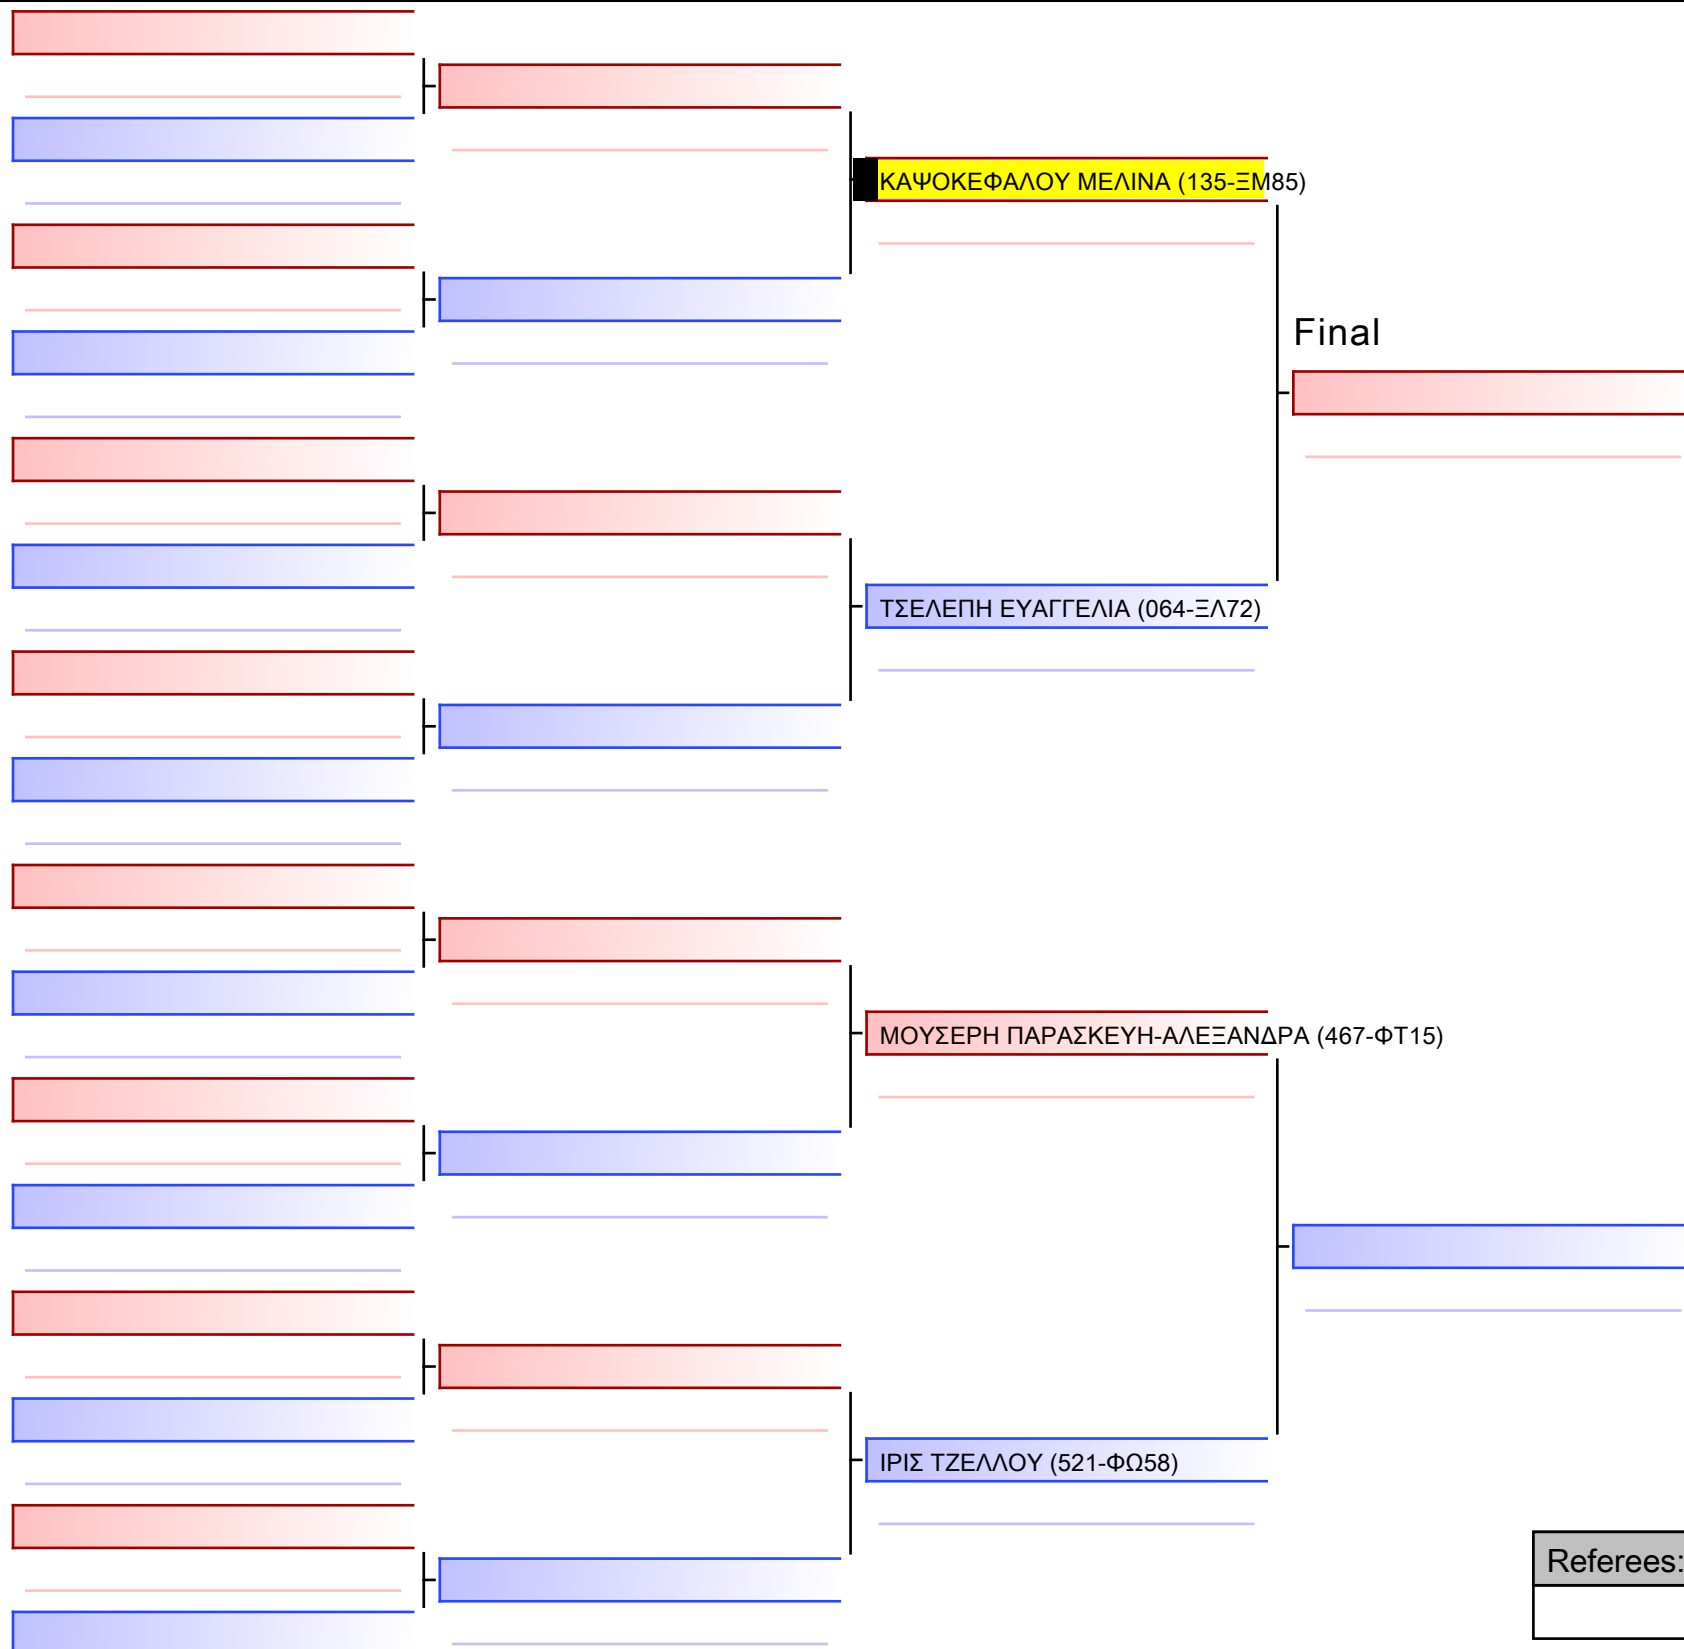 ΚΑΨΟΚΕΦΑΛΟΥ ΜΕΛΙΝΑ (135-ΞΜ85)
Final
ΤΣΕΛΕΠΗ ΕΥΑΓΓΕΛΙΑ (064-ΞΛ72)
ΜΟΥΣΕΡΗ ΠΑΡΑΣΚΕΥΗ-ΑΛΕΞΑΝΔΡΑ (467-ΦΤ15)
ΙΡΙΣ ΤΖΕΛΛΟΥ (521-ΦΩ58)
Referees: